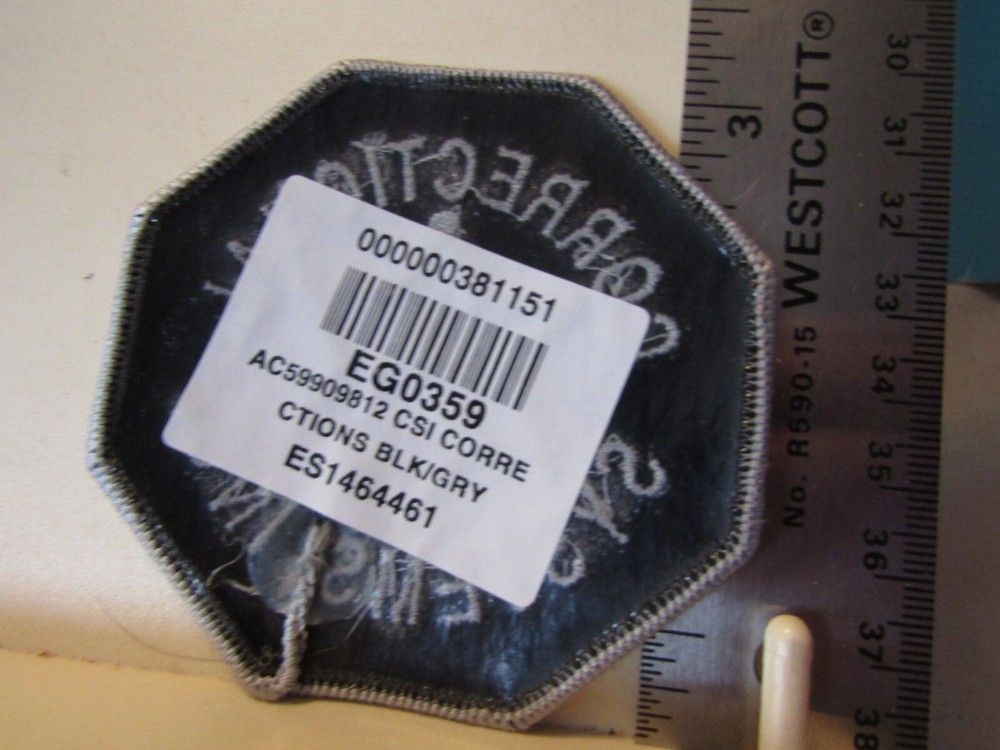 000000381151
EG0359
AC59909812 CSI CORRE
CTIONS BLK/GRY
ES1464461
3
No. R590-15 WESTCOTT®
30
31
32
33
34
35
36
37
38